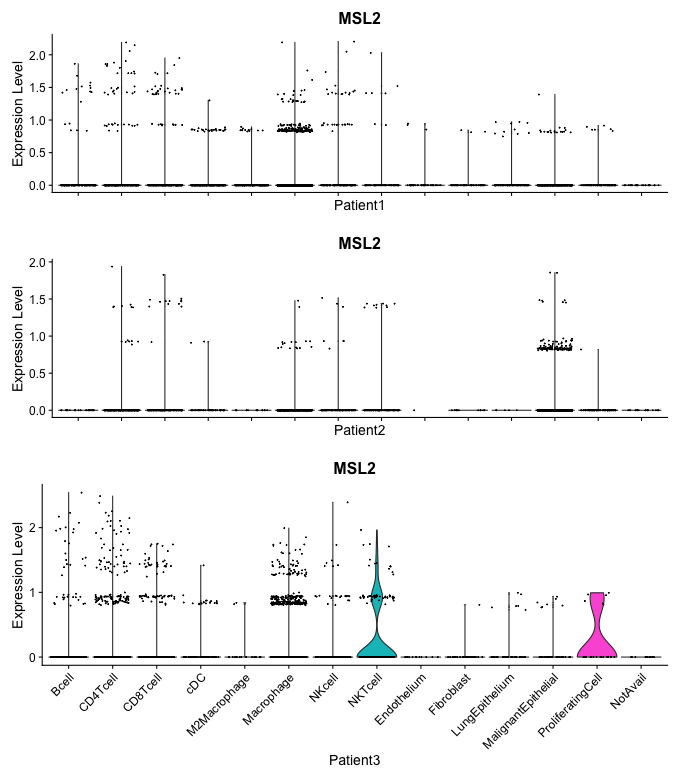 MSL2
Expression Level
2.0
1.5
1.0
0.5
0.0
Patient1
MSL2
Expression Level
2.0
1.5
1.0
0.5
0.0
Patient2
MSL2
Expression Level
2
1
0
Bcell
CD4Tcell
CD8Tcell
cDC
M2Macrophage
Macrophage
NKcell
NKTcell
Endothelium
Fibroblast
LungEpithelium
MalignantEpithelial
ProliferatingCell
NotAvail
Patient3